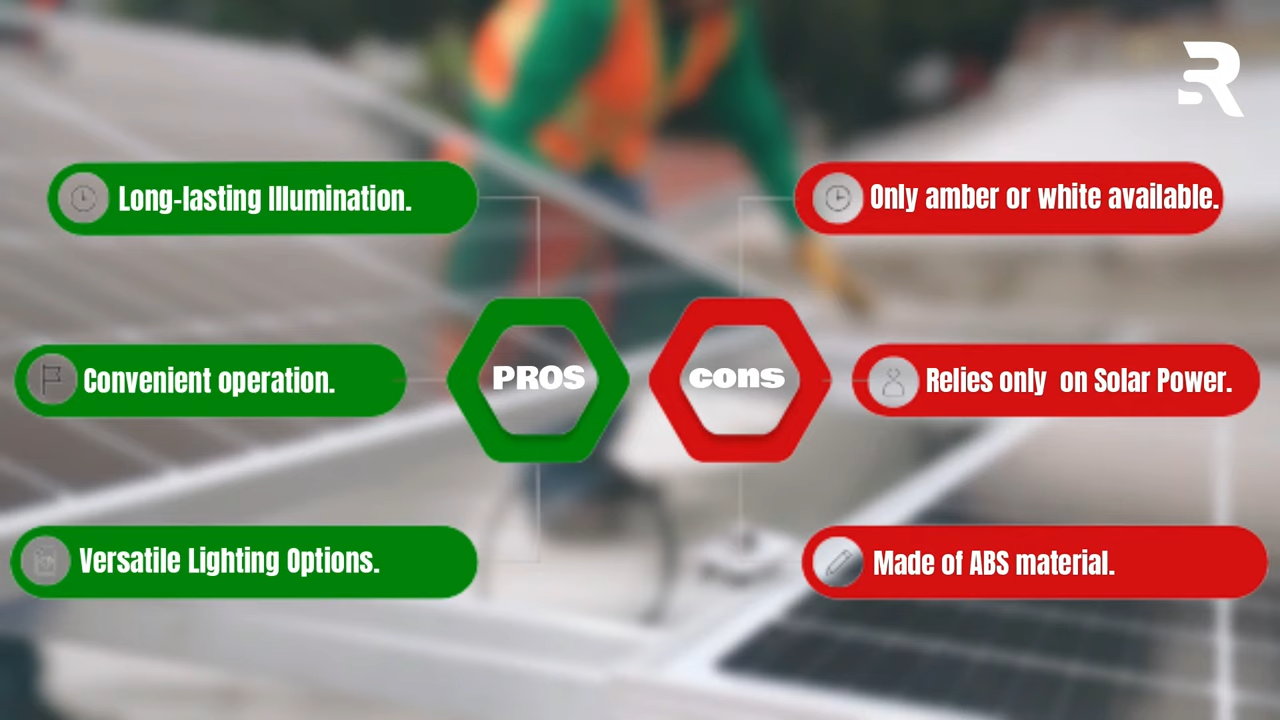 Long-lasting Illumination.
Convenient operation.
Versatile Lighting Options.
PROS
cons
Only amber or white available.
Relies only  on Solar Power.
Made of ABS material.
R